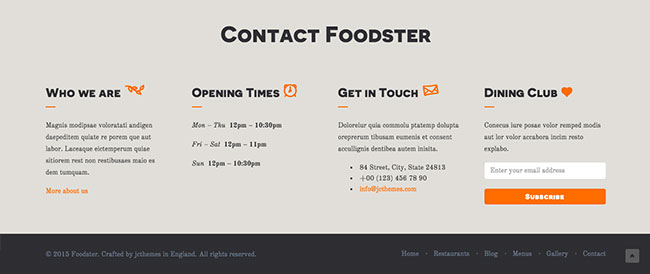 Contact Foodster
Who we are
Magnis modipsae voloratati andigen
daepeditem quiate re porem que aut
labor. Laceaque eictemperum quiae
sitiorem rest non restibusaes maio es
dem tumquam.
More about us
Opening Times
Mon – Thu 12pm – 10:30pm
Fri – Sat 12pm – 11pm
Sun 12pm – 10:30pm
Get in Touch
Doloreiur quia commolu ptatemp dolupta
oreprerum tibusam eumenis et consent
accullignis dentibea autem inisita.
84 Street, City, State 24813
+00 (123) 456 78 90
info@jcthemes.com
Dining Club
Conecus iure posae volor remped modis
aut lor volor accabora incim resto
explabo.
Enter your email address
Subscribe
© 2015 Foodster. Crafted by jcthemes in England. All rights reserved.
Home - Restaurants - Blog - Menus - Gallery - Contact